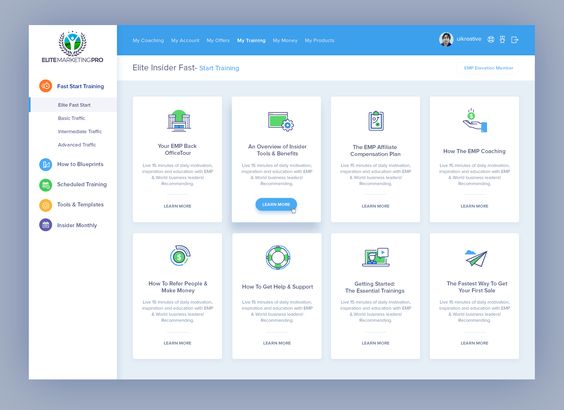 ELITEMARKETINGPRO
My Coaching My Account My Offers My Training My Money My Products
uikreative
Elite Insider Fast- Start Training
EMP Elevation Member
Fast Start Training
Elite Fast Start
Basic Traffic
Intermediate Traffic
Advanced Traffic
How to Blueprints
Scheduled Training
Tools & Templates
Insider Monthly
Your EMP Back
OfficeTour
Live 15 minutes of daily motivation,
inspiration and education with EMP
& World business leaders!
Recommending.
LEARN MORE
An Overview of Insider
Tools & Benefits
Live 15 minutes of daily motivation,
inspiration and education with EMP
& World business leaders!
Recommending.
LEARN MORE
The EMP Affiliate
Compensation Plan
Live 15 minutes of daily motivation,
inspiration and education with EMP
& World business leaders!
Recommending.
LEARN MORE
How The EMP Coaching
Live 15 minutes of daily motivation,
inspiration and education with EMP
& World business leaders!
Recommending.
LEARN MORE
How To Refer People &
Make Money
Live 15 minutes of daily motivation,
inspiration and education with EMP
& World business leaders!
Recommending.
LEARN MORE
How To Get Help & Support
Live 15 minutes of daily motivation,
inspiration and education with EMP
& World business leaders!
Recommending.
LEARN MORE
Getting Started:
The Essential Trainings
Live 15 minutes of daily motivation,
inspiration and education with EMP
& World business leaders!
Recommending.
LEARN MORE
The Fastest Way To Get
Your First Sale
Live 15 minutes of daily motivation,
inspiration and education with EMP
& World business leaders!
Recommending.
LEARN MORE